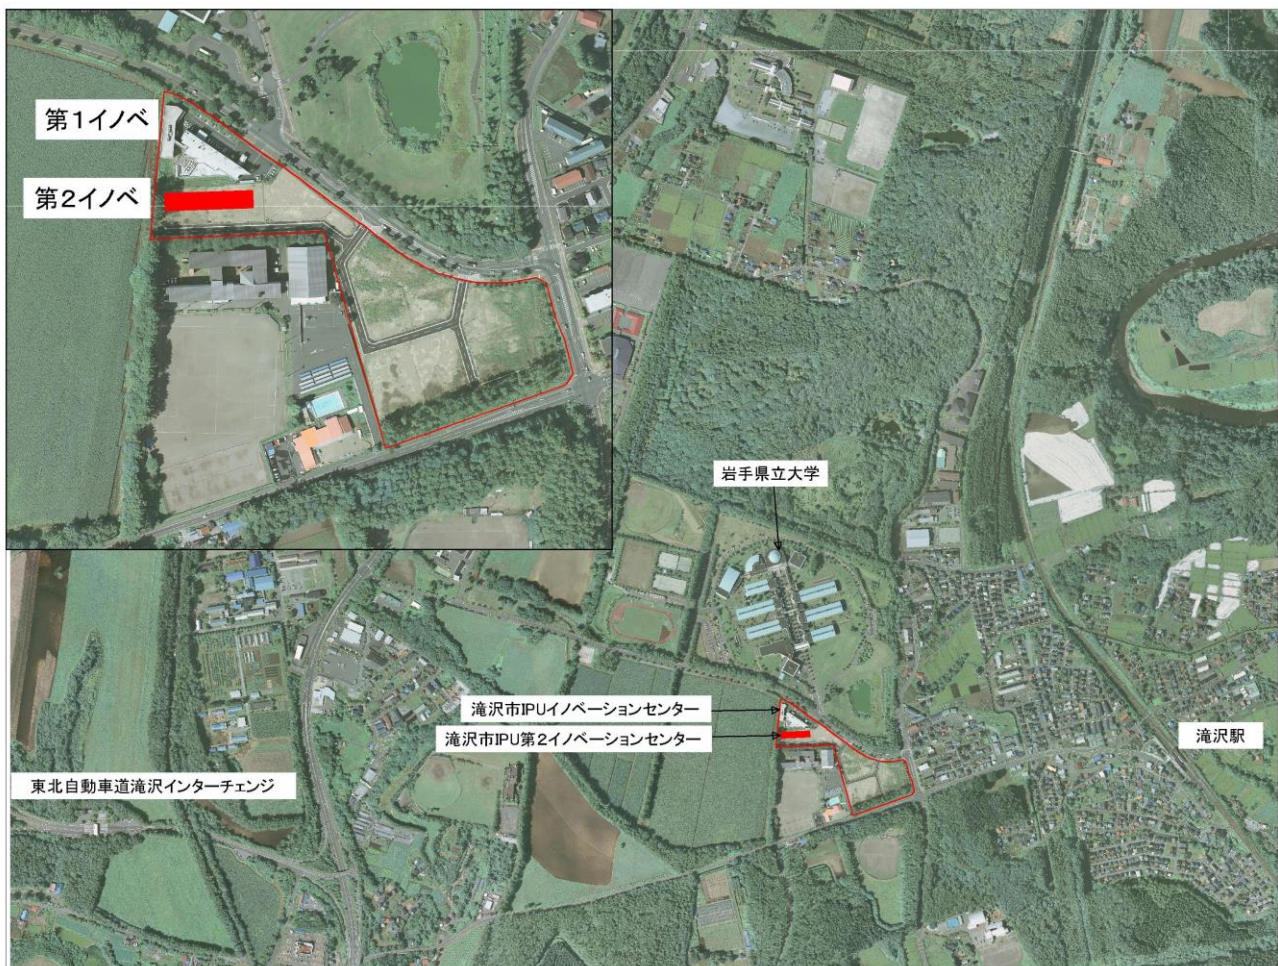 第１イノベ
第２イノベ
岩手県立大学
滝沢市IPUイノベーションセンター
滝沢市IPU第２イノベーションセンター
滝沢駅
東北自動車道滝沢インターチェンジ